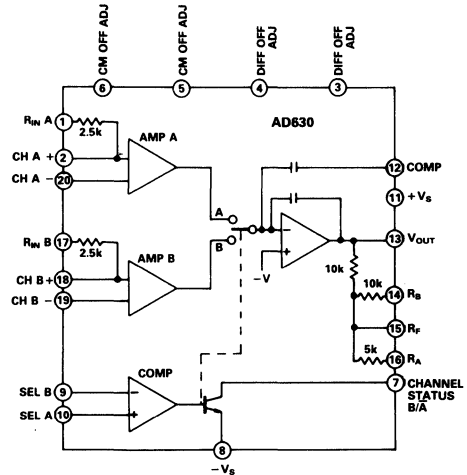 CM OFF ADJ
CM OFF ADJ
DIFF OFF ADJ
DIFF OFF ADJ
6
5
4
3
AD630
RIN A
1
2.5k
CH A +
2
CH A –
20
AMP A
–
A
B
12
COMP
11
+VS
– +
–V
13
VOUT
RIN B
17
2.5k
CH B+
18
CH B –
19
AMP B
10k
10k
14
RB
15
RF
5k
16
RA
COMP
7
CHANNEL
STATUS
B/A̅
SEL B
9
–
SEL A
10
+
8
–VS